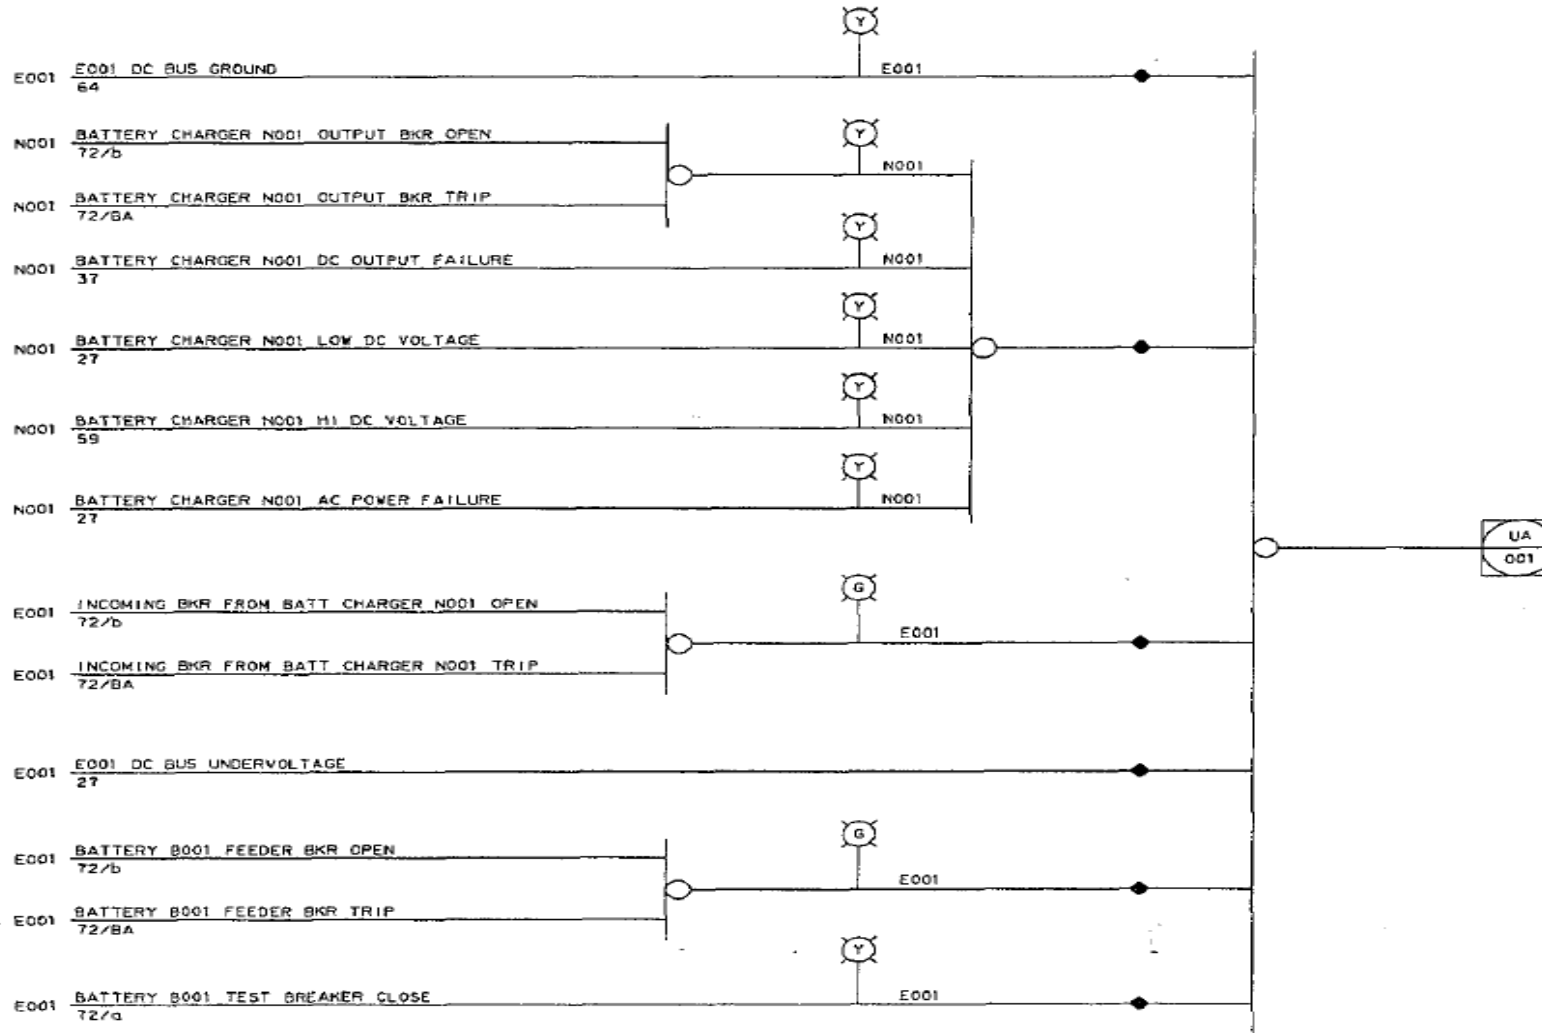 Y
E001 E001 DC BUS GROUND E001
64
N001 BATTERY CHARGER N001 OUTPUT BKR OPEN Y
72/b
N001
N001 BATTERY CHARGER N001 OUTPUT BKR TRIP
72/BA
Y
N001 BATTERY CHARGER N001 DC OUTPUT FAILURE N001
37
Y
N001 BATTERY CHARGER N001 LOW DC VOLTAGE N001
27
Y
N001 BATTERY CHARGER N001 HI DC VOLTAGE N001
59
Y
N001 BATTERY CHARGER N001 AC POWER FAILURE N001
27
UA
001
G
E001 INCOMING BKR FROM BATT CHARGER N001 OPEN
72/b
E001
E001 INCOMING BKR FROM BATT CHARGER N001 TRIP
72/BA
E001 E001 DC BUS UNDERVOLTAGE
27
G
E001 BATTERY B001 FEEDER BKR OPEN
72/b
E001
E001 BATTERY B001 FEEDER BKR TRIP
72/BA
Y
E001 BATTERY B001 TEST BREAKER CLOSE E001
72/a